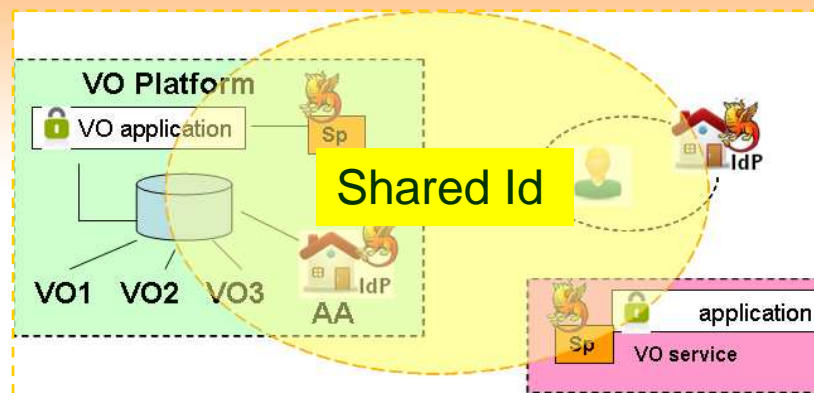 VO Platform
VO application
Sp
Shared Id
IdP
VO1 VO2 VO3
IdP
AA
application
Sp
VO service